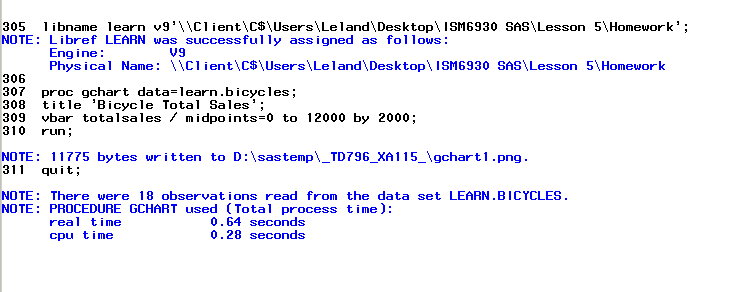 305  libname learn v9'\\Client\C$\Users\Leland\Desktop\ISM6930 SAS\Lesson 5\Homework';
NOTE: Libref LEARN was successfully assigned as follows:
      Engine:        V9
      Physical Name: \\Client\C$\Users\Leland\Desktop\ISM6930 SAS\Lesson 5\Homework
306
307  proc gchart data=learn.bicycles;
308  title 'Bicycle Total Sales';
309  vbar totalsales / midpoints=0 to 12000 by 2000;
310  run;
NOTE: 11775 bytes written to D:\sastemp\_TD796_XA115_\gchart1.png.
311  quit;
NOTE: There were 18 observations read from the data set LEARN.BICYCLES.
NOTE: PROCEDURE GCHART used (Total process time):
      real time           0.64 seconds
      cpu time            0.28 seconds